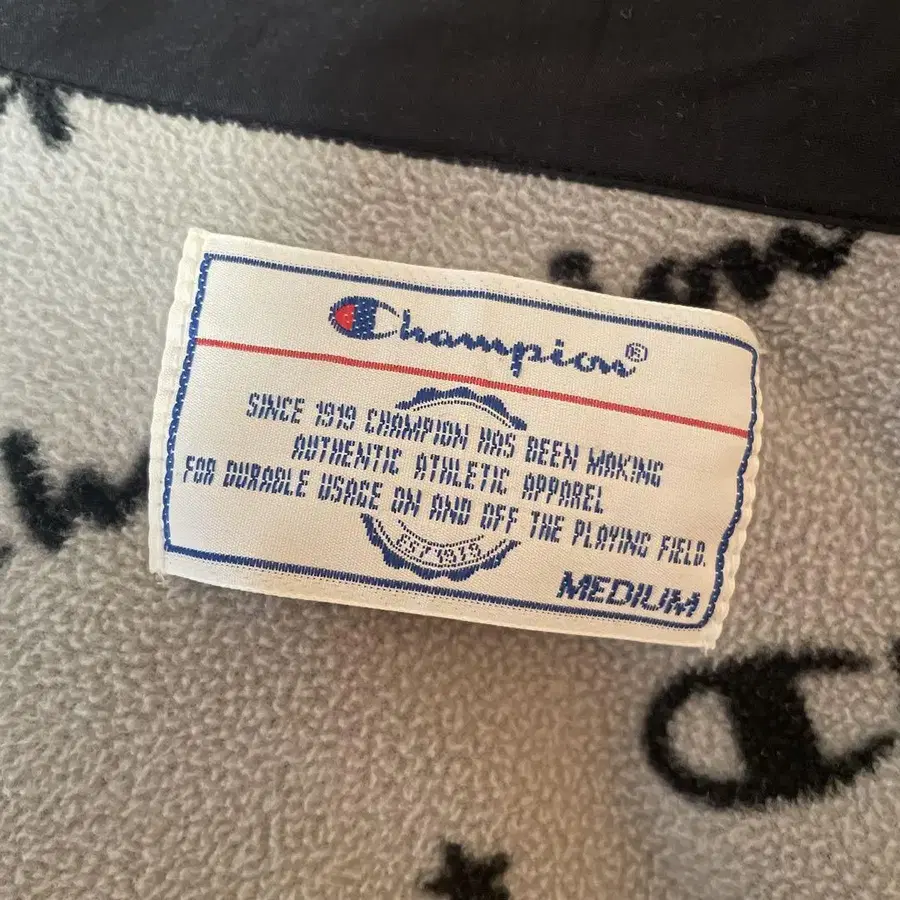 Champion®
SINCE 1919 CHAMPION HAS BEEN MAKING
AUTHENTIC ATHLETIC APPAREL
FOR DURABLE USAGE ON AND OFF THE PLAYING FIELD.
EST 1919
MEDIUM